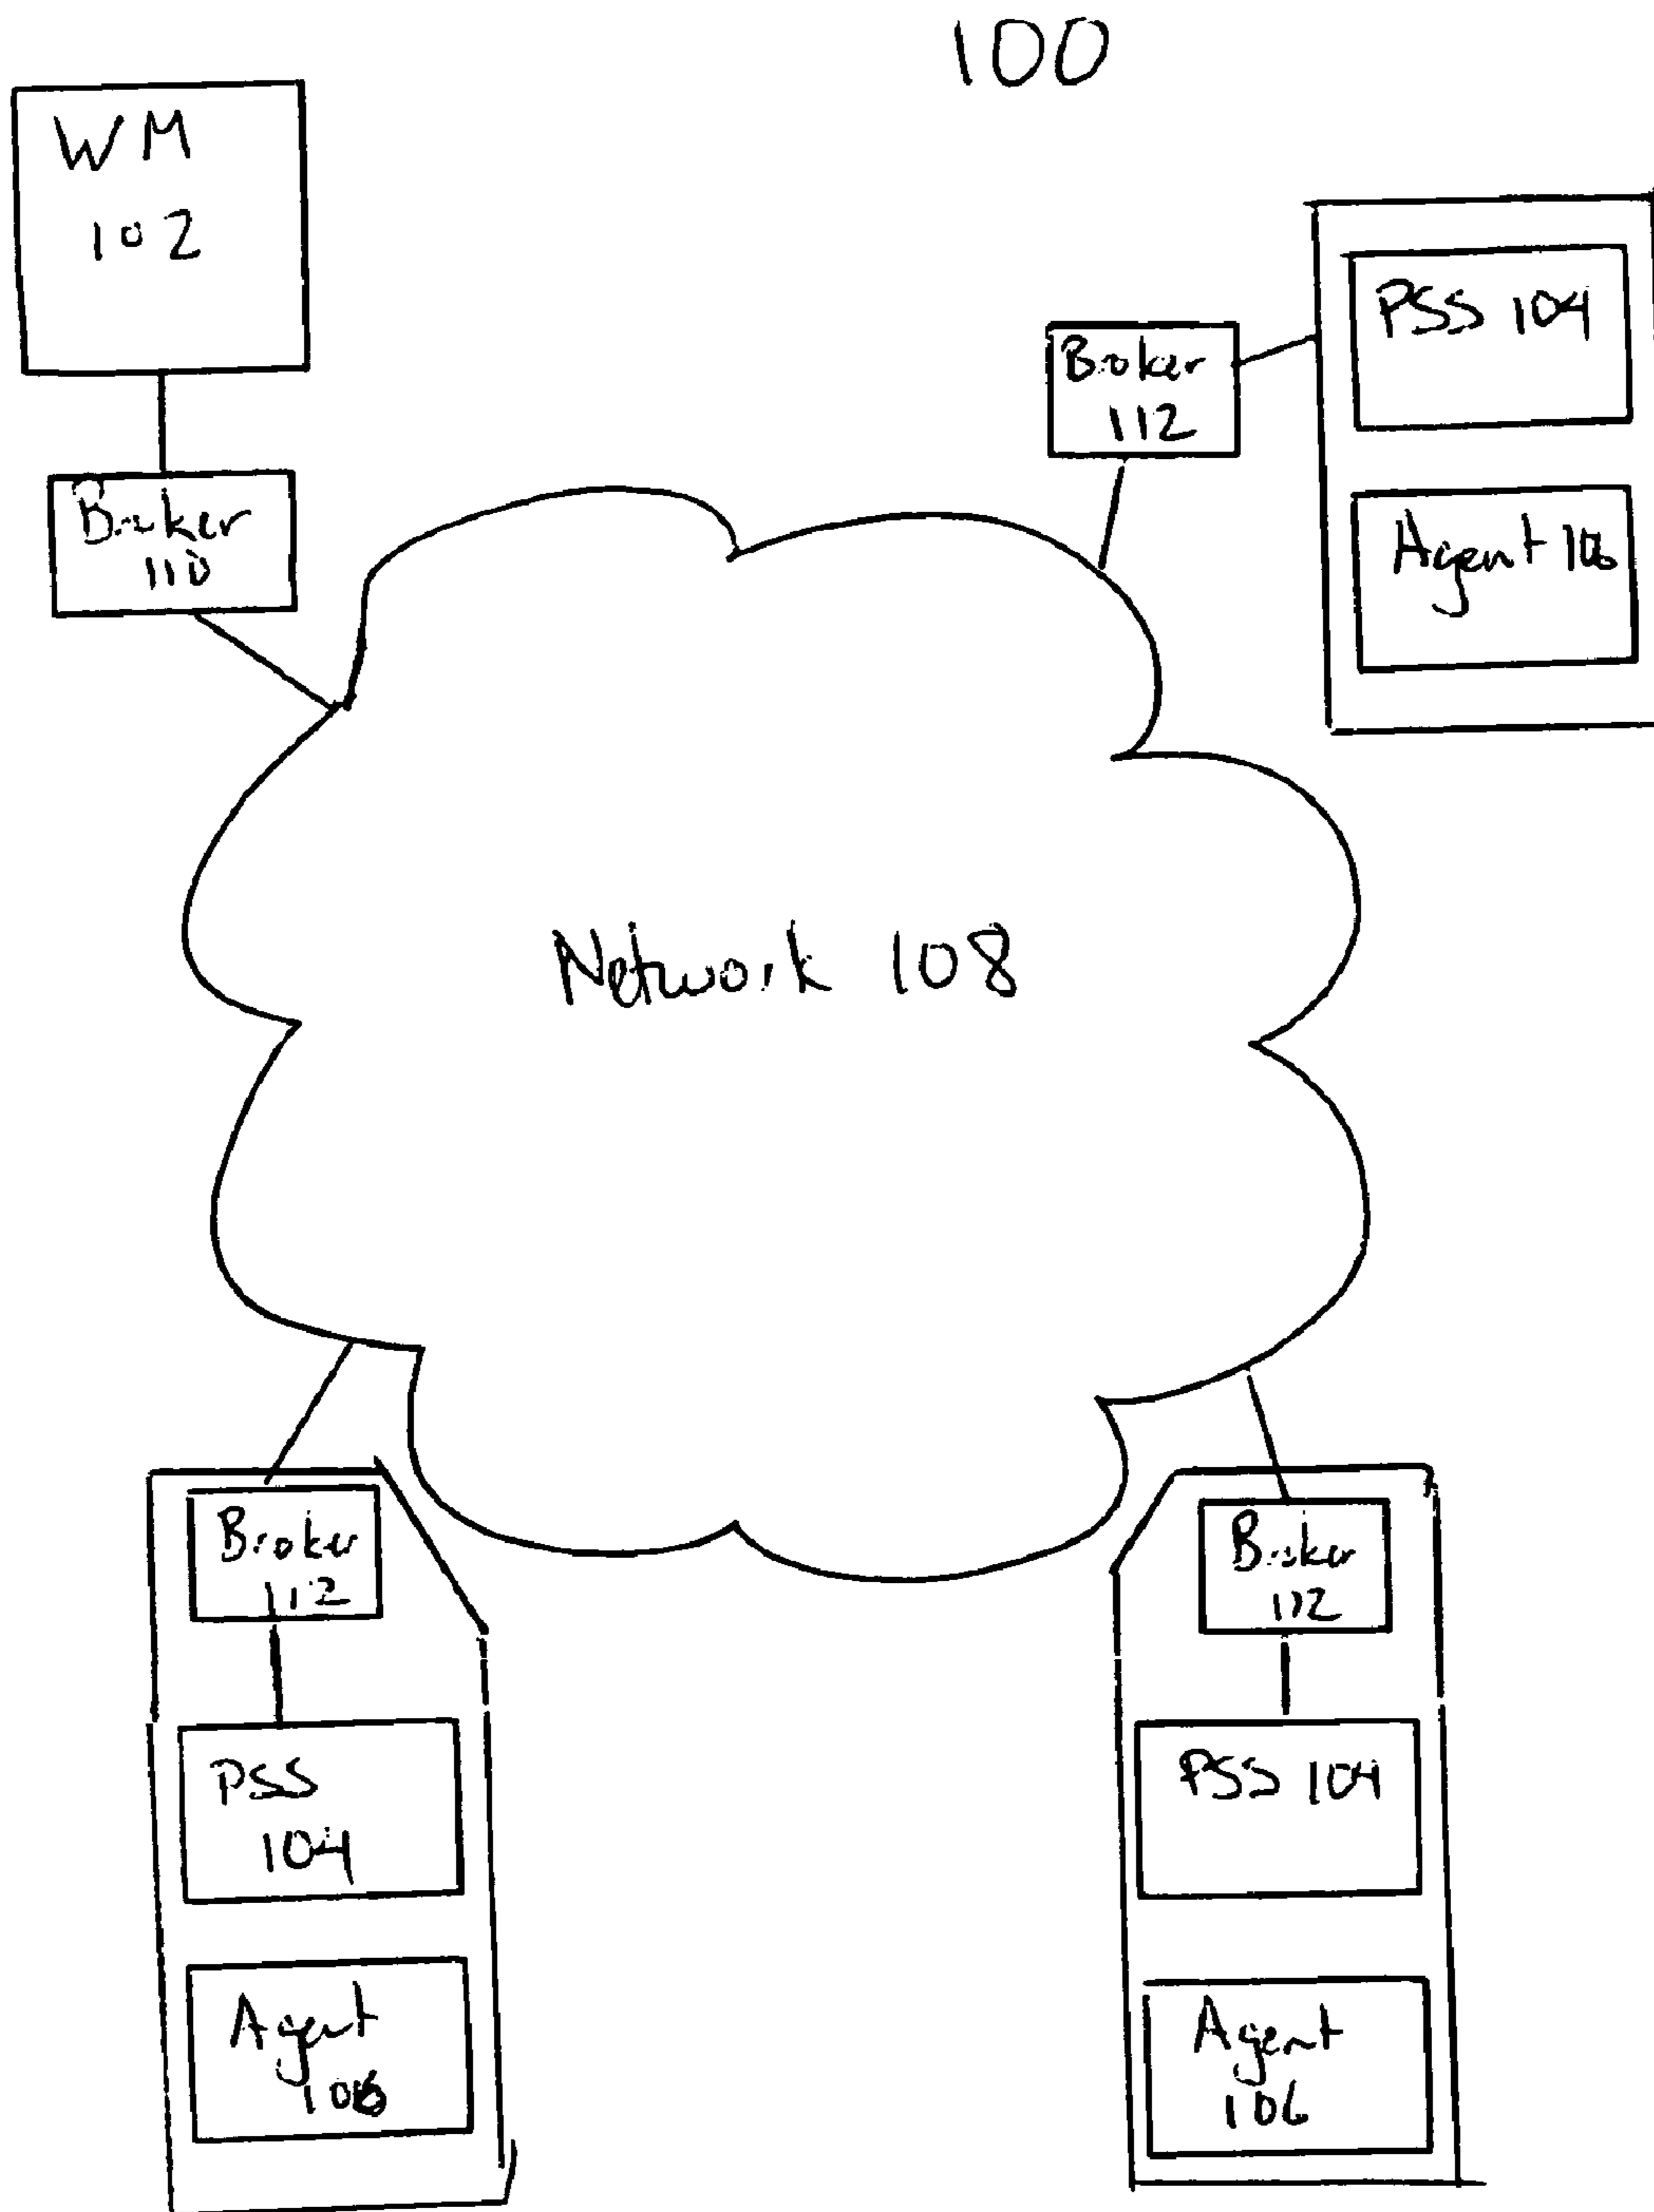 100
WM
102
PSS 104
Broker
112
Broker
110
Agent 106
Network 108
Broker
112
Broker
112
PSS
104
PSS 104
Agent
106
Agent
106